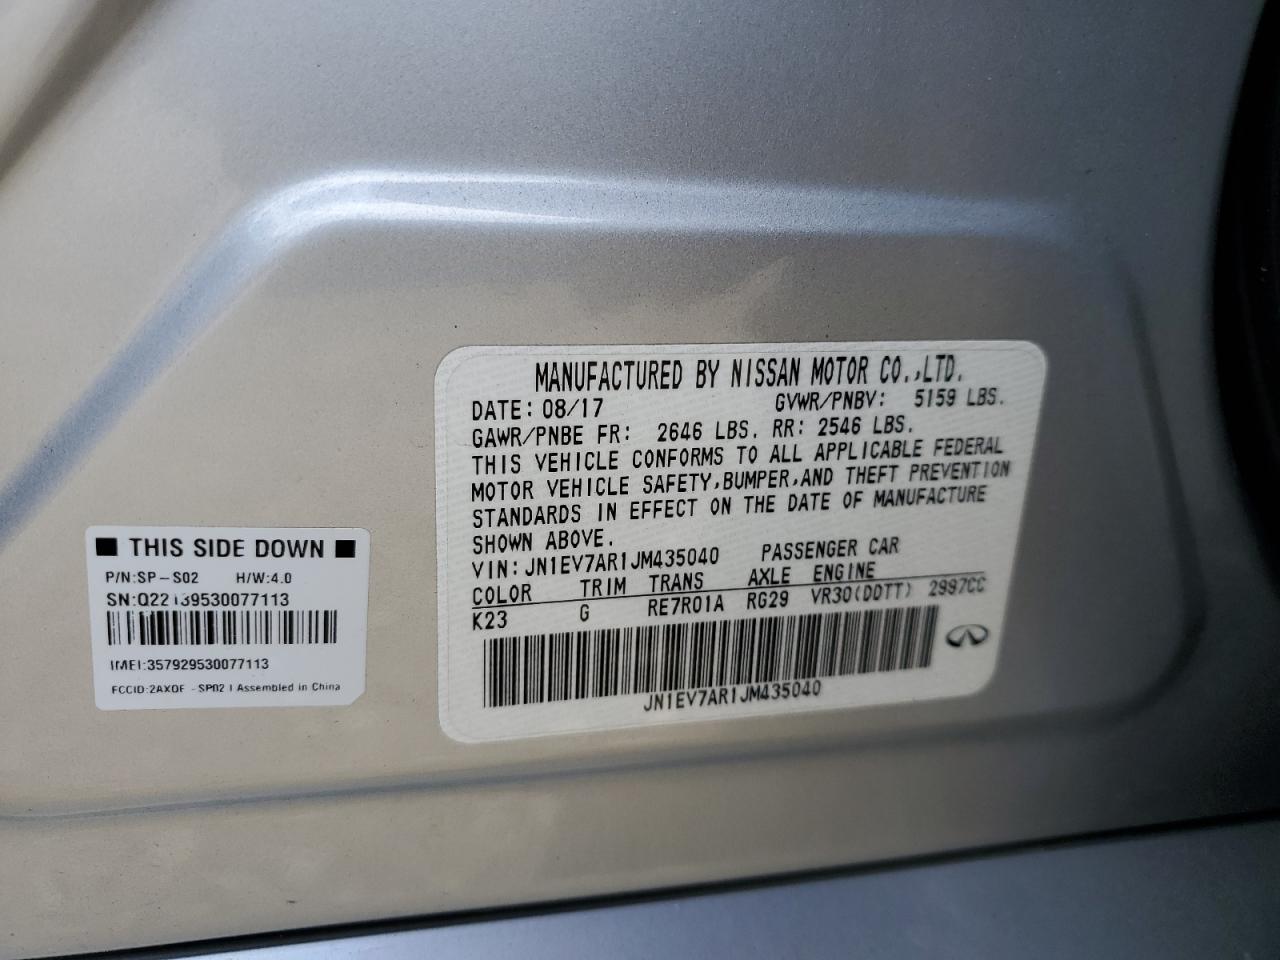 MANUFACTURED BY NISSAN MOTOR CO.,LTD.
DATE: 08/17 GVWR/PNBV: 5159 LBS.
GAWR/PNBE FR: 2646 LBS. RR: 2546 LBS.
THIS VEHICLE CONFORMS TO ALL APPLICABLE FEDERAL
MOTOR VEHICLE SAFETY,BUMPER,AND THEFT PREVENTION
STANDARDS IN EFFECT ON THE DATE OF MANUFACTURE
SHOWN ABOVE.
VIN: JN1EV7AR1JM435040 PASSENGER CAR
COLOR TRIM TRANS AXLE ENGINE
K23 G RE7R01A RG29 VR30(DDTT) 2997CC
JN1EV7AR1JM435040
THIS SIDE DOWN
P/N:SP-S02 H/W:4.0
SN:Q22139530077113
IMEI:357929530077113
FCCID:2AXQF -SP02 Assembled in China